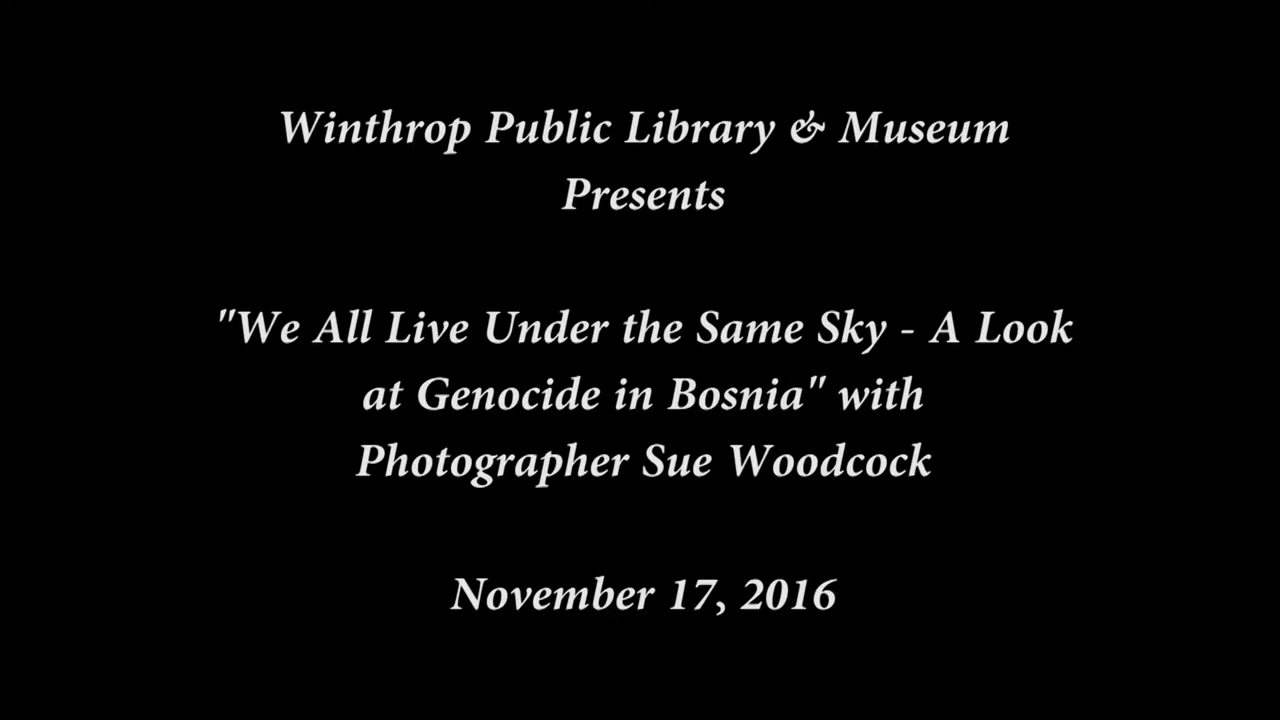 Winthrop Public Library & Museum
Presents
"We All Live Under the Same Sky - A Look
at Genocide in Bosnia" with
Photographer Sue Woodcock
November 17, 2016